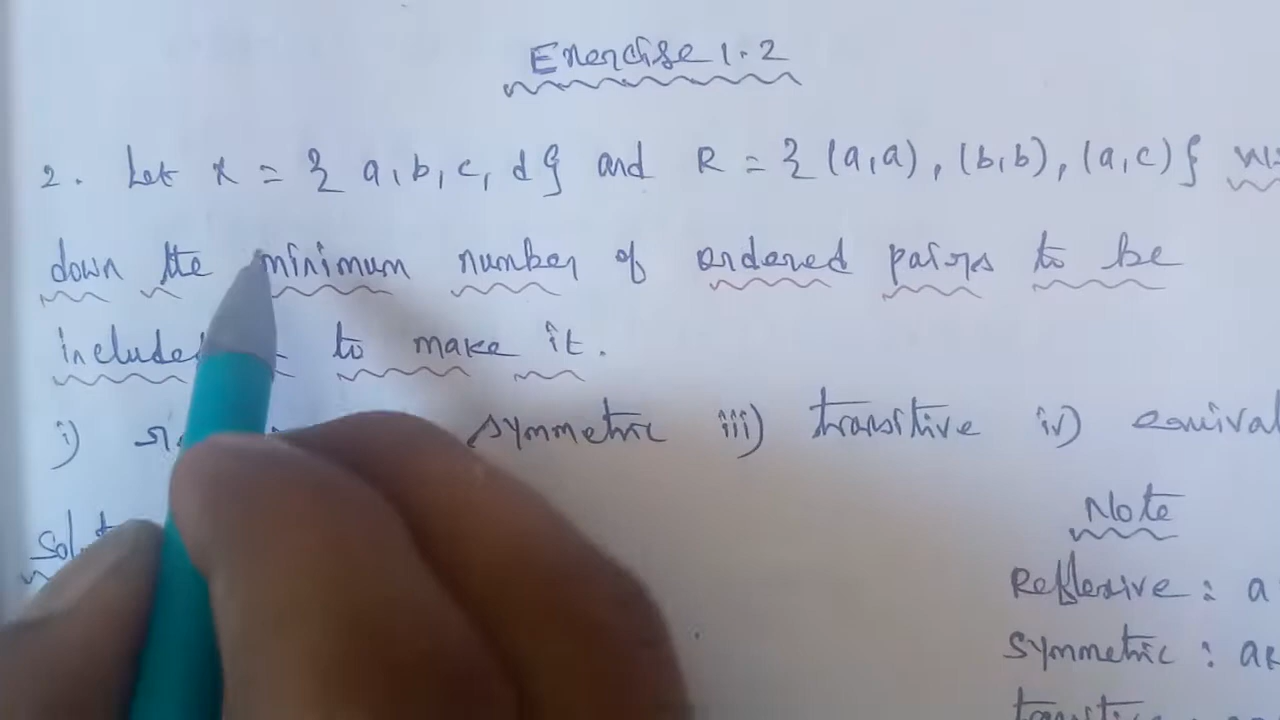 Exercise 1.2
2. Let X = { a, b, c, d } and R = { (a,a), (b,b), (a,c) }
down the minimum number of ordered pairs to be
to make it.
i) symmetric iii) transitive iv)
Note
Reflexive : a
Symmetric :